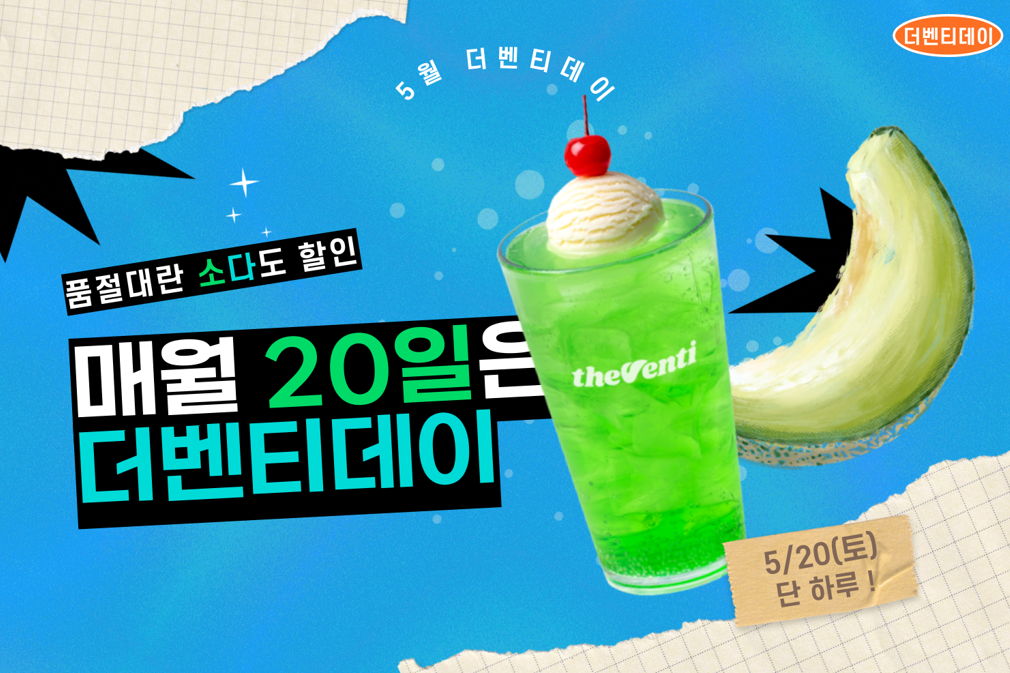 더벤티데이
5월 더벤티데이
품절대란 소다도 할인
매월 20일은
더벤티데이
theVenti
5/20(토)
단 하루!